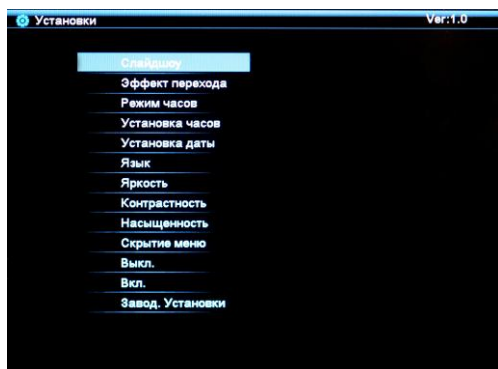 Установки Ver:1.0
Слайдшоу
Эффект перехода
Режим часов
Установка часов
Установка даты
Язык
Яркость
Контрастность
Насыщенность
Скрытие меню
Выкл.
Вкл.
Завод. Установки